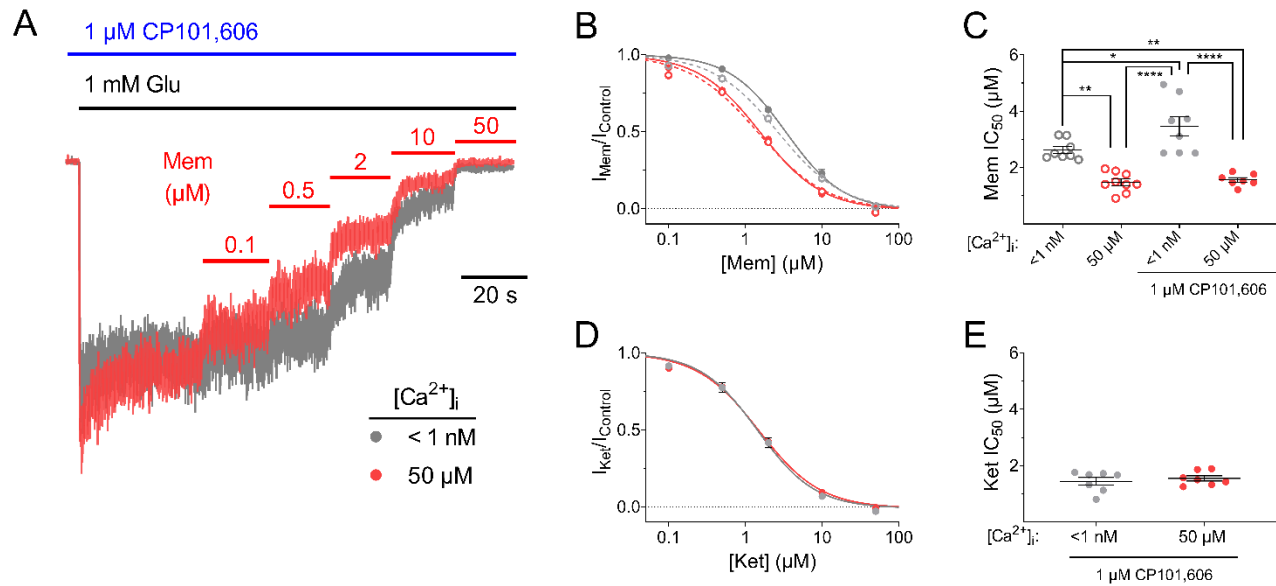 A
1 µM CP101,606
1 mM Glu
Mem
(µM)
0.1
0.5
2
10
50
20 s
[Ca²⁺]ᵢ
< 1 nM
50 µM
B
I_Mem/I_Control
1.0
0.5
0.0
0.1
1
10
100
[Mem] (µM)
C
Mem IC₅₀ (µM)
6
4
2
**
*
**** ****
**
[Ca²⁺]ᵢ: <1 nM 50 µM <1 nM 50 µM
1 µM CP101,606
D
I_Ket/I_Control
1.0
0.5
0.0
0.1
1
10
100
[Ket] (µM)
E
Ket IC₅₀ (µM)
6
4
2
[Ca²⁺]ᵢ: <1 nM 50 µM
1 µM CP101,606